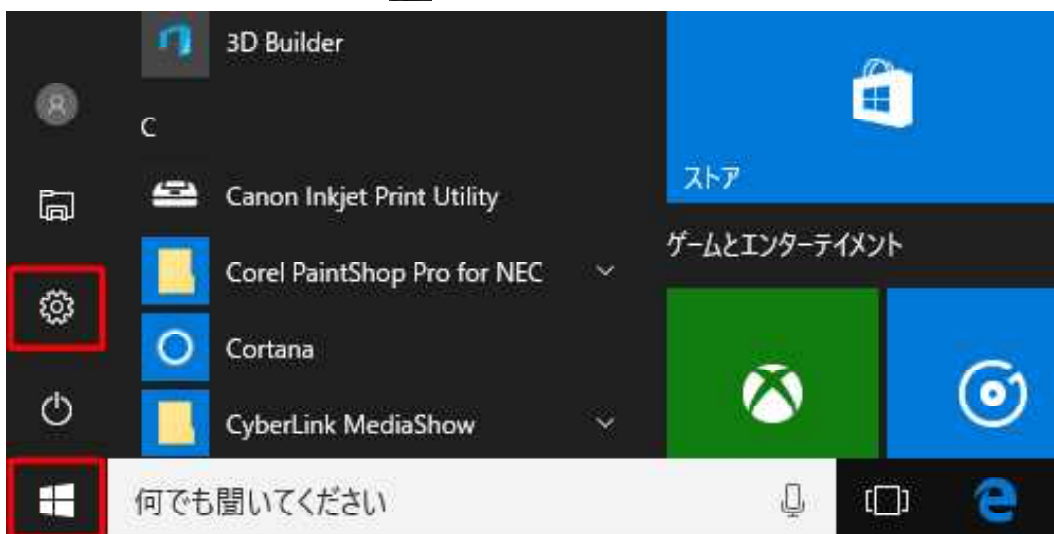 3D Builder
C
Canon Inkjet Print Utility
Corel PaintShop Pro for NEC
Cortana
CyberLink MediaShow
ストア
ゲームとエンターテイメント
何でも聞いてください